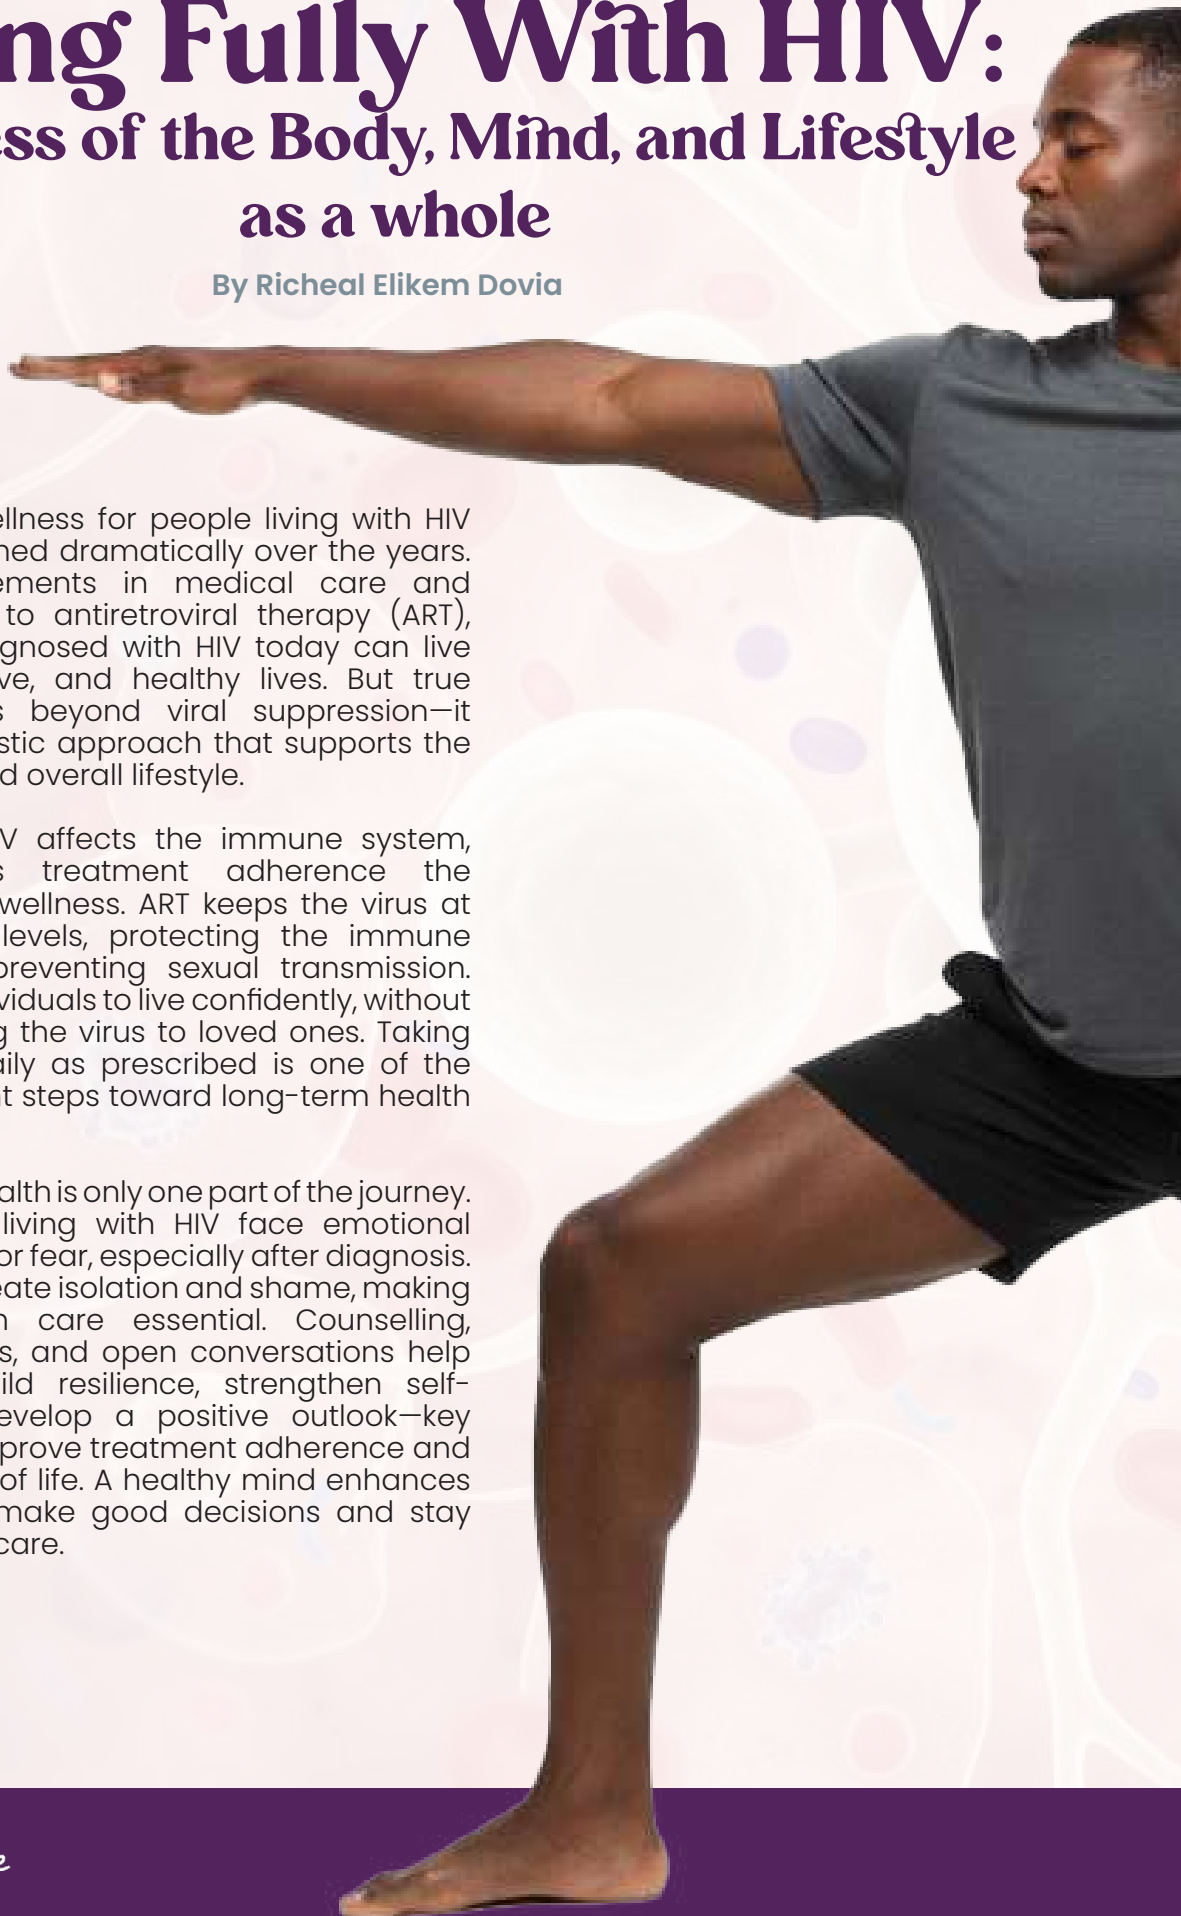 ng Fully With HIV:
ess of the Body, Mind, and Lifestyle
as a whole
By Richeal Elikem Dovia
ellness for people living with HIV
ned dramatically over the years.
ements in medical care and
to antiretroviral therapy (ART),
gnosed with HIV today can live
ve, and healthy lives. But true
s beyond viral suppression—it
stic approach that supports the
d overall lifestyle.
V affects the immune system,
s treatment adherence the
wellness. ART keeps the virus at
levels, protecting the immune
preventing sexual transmission.
viduals to live confidently, without
g the virus to loved ones. Taking
aily as prescribed is one of the
nt steps toward long-term health
alth is only one part of the journey.
living with HIV face emotional
or fear, especially after diagnosis.
eate isolation and shame, making
n care essential. Counselling,
s, and open conversations help
ild resilience, strengthen self-
evelop a positive outlook—key
prove treatment adherence and
of life. A healthy mind enhances
make good decisions and stay
care.
e